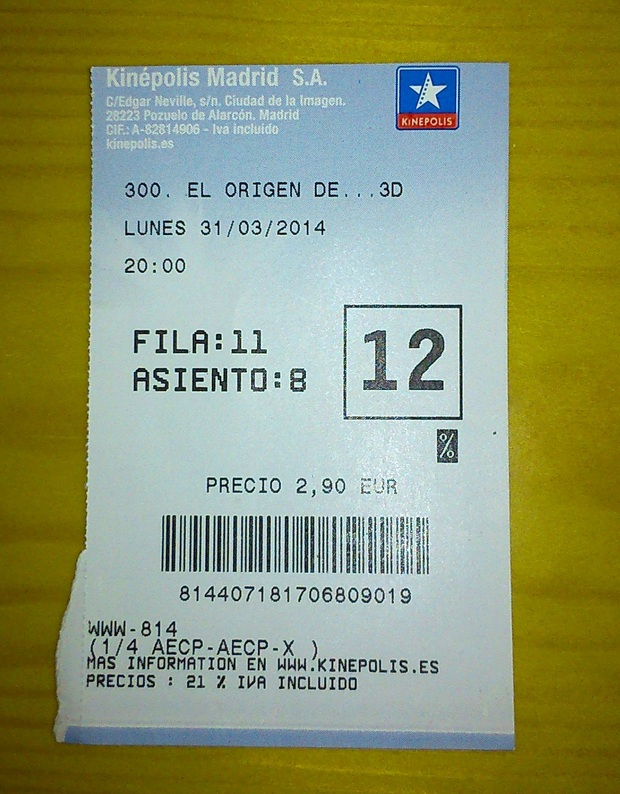 Kinépolis Madrid S.A.
C/Edgar Neville, s/n. Ciudad de la Imagen.
28223 Pozuelo de Alarcón. Madrid
CIF.: A-82814906 - Iva incluído
kinepolis.es
KINEPOLIS
300. EL ORIGEN DE...3D
LUNES 31/03/2014
20:00
FILA:11
ASIENTO:8
12
%
PRECIO 2,90 EUR
814407181706809019
WWW-814
(1/4 AECP-AECP-X )
MAS INFORMATION EN WWW.KINEPOLIS.ES
PRECIOS : 21 % IVA INCLUIDO